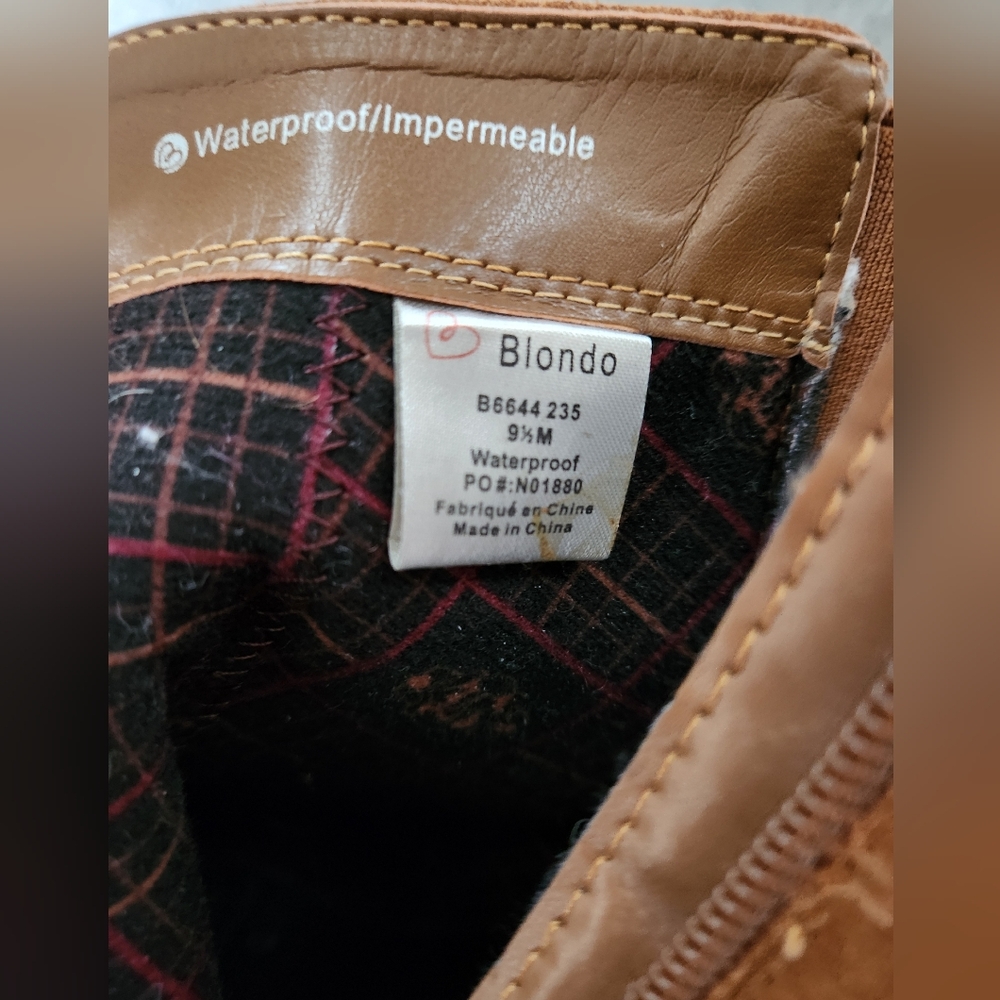 Waterproof/Impermeable
Blondo
B6644 235
9½M
Waterproof
PO#:N01880
Fabriqué en Chine
Made in China